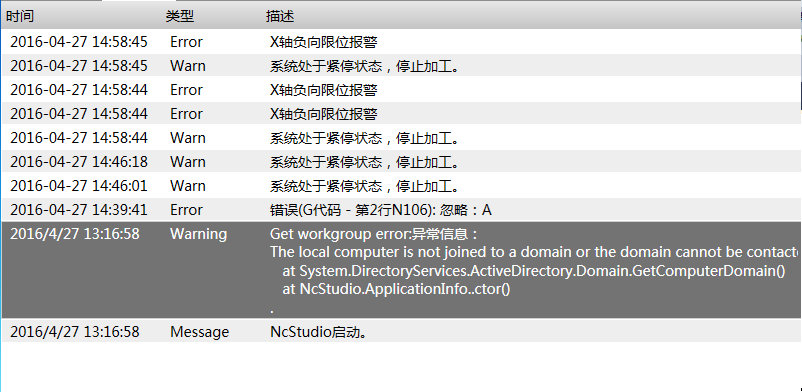 时间 类型 描述
2016-04-27 14:58:45 Error X轴负向限位报警
2016-04-27 14:58:45 Warn 系统处于紧停状态，停止加工。
2016-04-27 14:58:44 Error X轴负向限位报警
2016-04-27 14:58:44 Error X轴负向限位报警
2016-04-27 14:58:44 Warn 系统处于紧停状态，停止加工。
2016-04-27 14:46:18 Warn 系统处于紧停状态，停止加工。
2016-04-27 14:46:01 Warn 系统处于紧停状态，停止加工。
2016-04-27 14:39:41 Error 错误(G代码 - 第2行N106): 忽略：A
2016/4/27 13:16:58 Warning Get workgroup error:异常信息：
The local computer is not joined to a domain or the domain cannot be contacte
at System.DirectoryServices.ActiveDirectory.Domain.GetComputerDomain()
at NcStudio.ApplicationInfo..ctor()
.
2016/4/27 13:16:58 Message NcStudio启动。